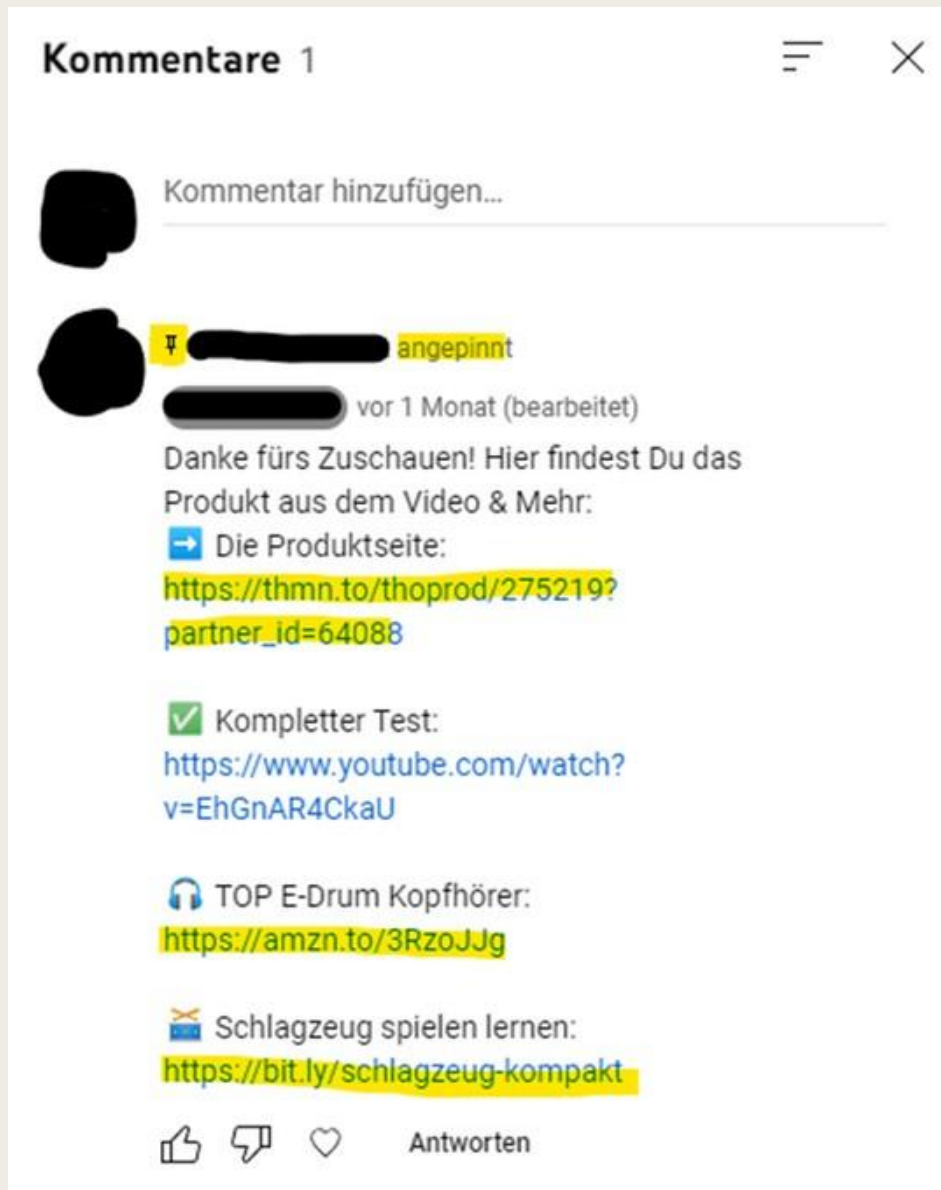 Kommentare 1
Kommentar hinzufügen...
angepinnt
vor 1 Monat (bearbeitet)
Danke fürs Zuschauen! Hier findest Du das
Produkt aus dem Video & Mehr:
➡️ Die Produktseite:
https://thmn.to/thoprod/275219?
partner_id=64088
✅ Kompletter Test:
https://www.youtube.com/watch?
v=EhGnAR4CkaU
🎧 TOP E-Drum Kopfhörer:
https://amzn.to/3RzoJJg
🥁 Schlagzeug spielen lernen:
https://bit.ly/schlagzeug-kompakt
Antworten